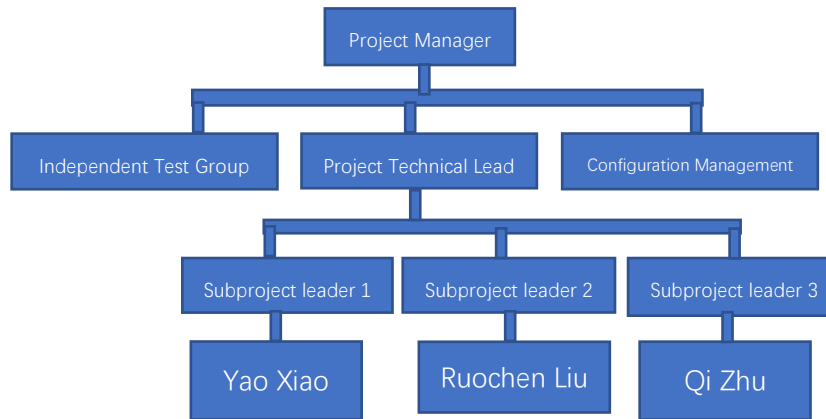 Project Manager
Independent Test Group
Project Technical Lead
Configuration Management
Subproject leader 1
Subproject leader 2
Subproject leader 3
Yao Xiao
Ruochen Liu
Qi Zhu